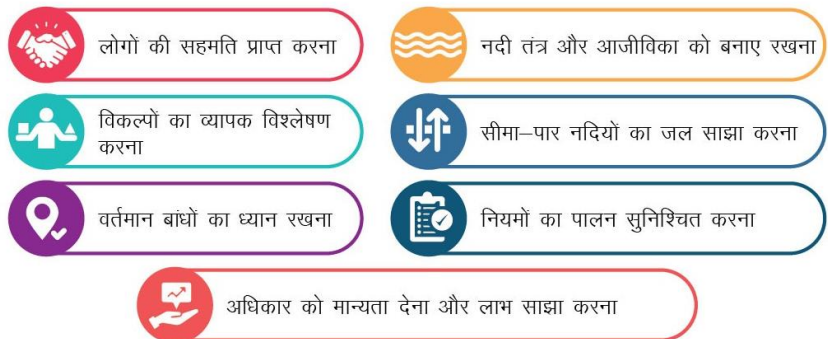 लोगों की सहमति प्राप्त करना
नदी तंत्र और आजीविका को बनाए रखना
विकल्पों का व्यापक विश्लेषण
करना
सीमा–पार नदियों का जल साझा करना
वर्तमान बांधों का ध्यान रखना
नियमों का पालन सुनिश्चित करना
अधिकार को मान्यता देना और लाभ साझा करना